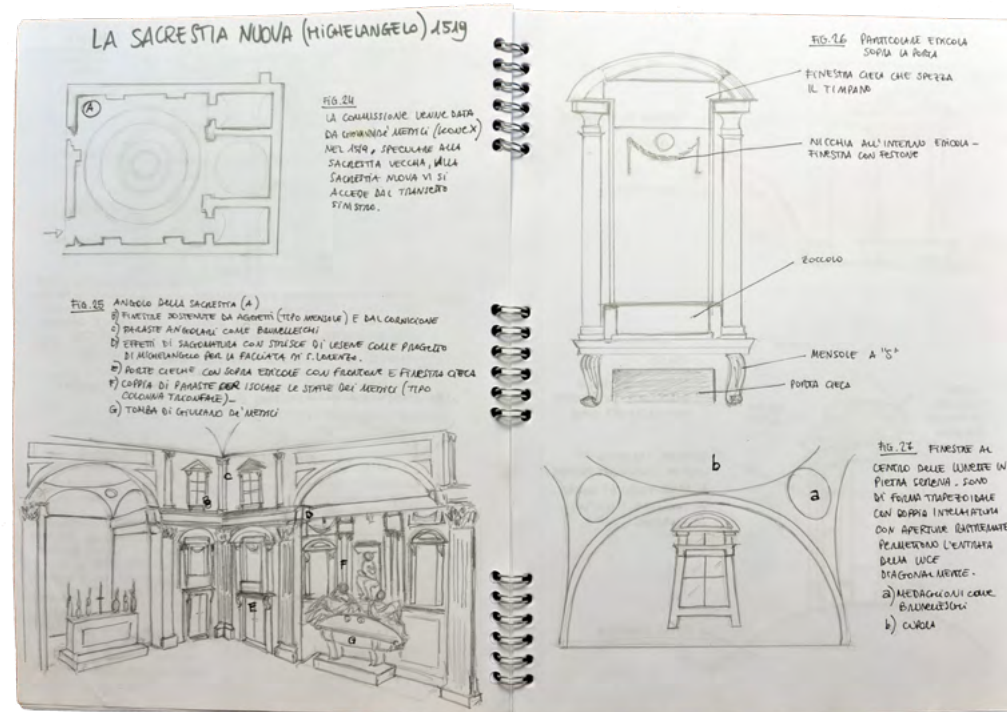 LA SACRESTIA NUOVA (MICHELANGELO) 1519
A
FIG.24
LA COMMISSIONE VENNE DATA
DA GIOVANNI DE' MEDICI (LEONE X)
NEL 1519, SPECULARE ALLA
SACRESTIA VECCHIA, ALLA
SACRESTIA NUOVA VI SI
ACCEDE DAL TRANSETTO
SINISTRO.
FIG.25 ANGOLO DELLA SACRESTIA (A)
B) FINESTRE SOSTENUTE DA AGGETTI (TIPO MENSOLE) E DAL CORNICIONE
C) PARASTE ANGOLARI COME BRUNELLESCHI
D) EFFETTI DI SAGOMATURA CON STRISCE DI LESENE COME PROGETTO
DI MICHELANGELO PER LA FACCIATA DI S. LORENZO.
E) PORTE CIECHE CON SOPRA EDICOLE CON FRONTONE E FINESTRA CIECA
F) COPPIA DI PARASTE PER ISOLARE LE STATUE DEI MEDICI (TIPO
COLONNA TRIONFALE)_
G) TOMBA DI GIULIANO DE' MEDICI
C
B
D
F
E
G
FIG.26 PARTICOLARE EDICOLA
SOPRA LA PORTA
FINESTRA CIECA CHE SPEZZA
IL TIMPANO
NICCHIA ALL'INTERNO EDICOLA -
FINESTRA CON FESTONE
ZOCCOLO
MENSOLE A "S"
PORTA CIECA
b
a
FIG.27 FINESTRE AL
CENTRO DELLE LUNETTE IN
PIETRA SERENA. SONO
DI FORMA TRAPEZOIDALE
CON DOPPIA INTELAIATURA
CON APERTURE RASTREMATE
PERMETTONO L'ENTRATA
DELLA LUCE
DIAGONALMENTE.
a) MEDAGLIONI COME
BRUNELLESCHI
b) CUPOLA